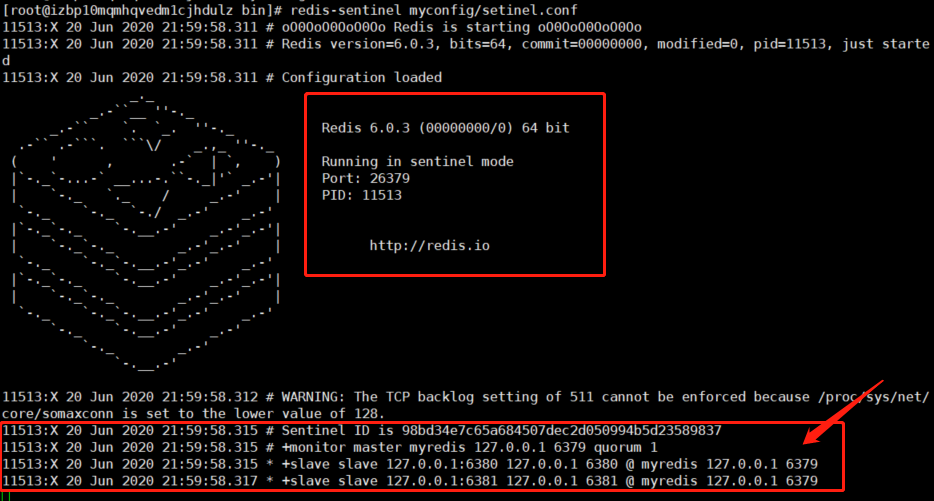 [root@izbp10mqmhqvedm1cjhdulz bin]# redis-sentinel myconfig/setinel.conf
11513:X 20 Jun 2020 21:59:58.311 # oO0OoO0OoO0Oo Redis is starting oO0OoO0OoO0Oo
11513:X 20 Jun 2020 21:59:58.311 # Redis version=6.0.3, bits=64, commit=00000000, modified=0, pid=11513, just starte
d
11513:X 20 Jun 2020 21:59:58.311 # Configuration loaded
Redis 6.0.3 (00000000/0) 64 bit
Running in sentinel mode
Port: 26379
PID: 11513
http://redis.io
11513:X 20 Jun 2020 21:59:58.312 # WARNING: The TCP backlog setting of 511 cannot be enforced because /proc/sys/net/
core/somaxconn is set to the lower value of 128.
11513:X 20 Jun 2020 21:59:58.315 # Sentinel ID is 98bd34e7c65a684507dec2d050994b5d23589837
11513:X 20 Jun 2020 21:59:58.315 # +monitor master myredis 127.0.0.1 6379 quorum 1
11513:X 20 Jun 2020 21:59:58.315 * +slave slave 127.0.0.1:6380 127.0.0.1 6380 @ myredis 127.0.0.1 6379
11513:X 20 Jun 2020 21:59:58.317 * +slave slave 127.0.0.1:6381 127.0.0.1 6381 @ myredis 127.0.0.1 6379